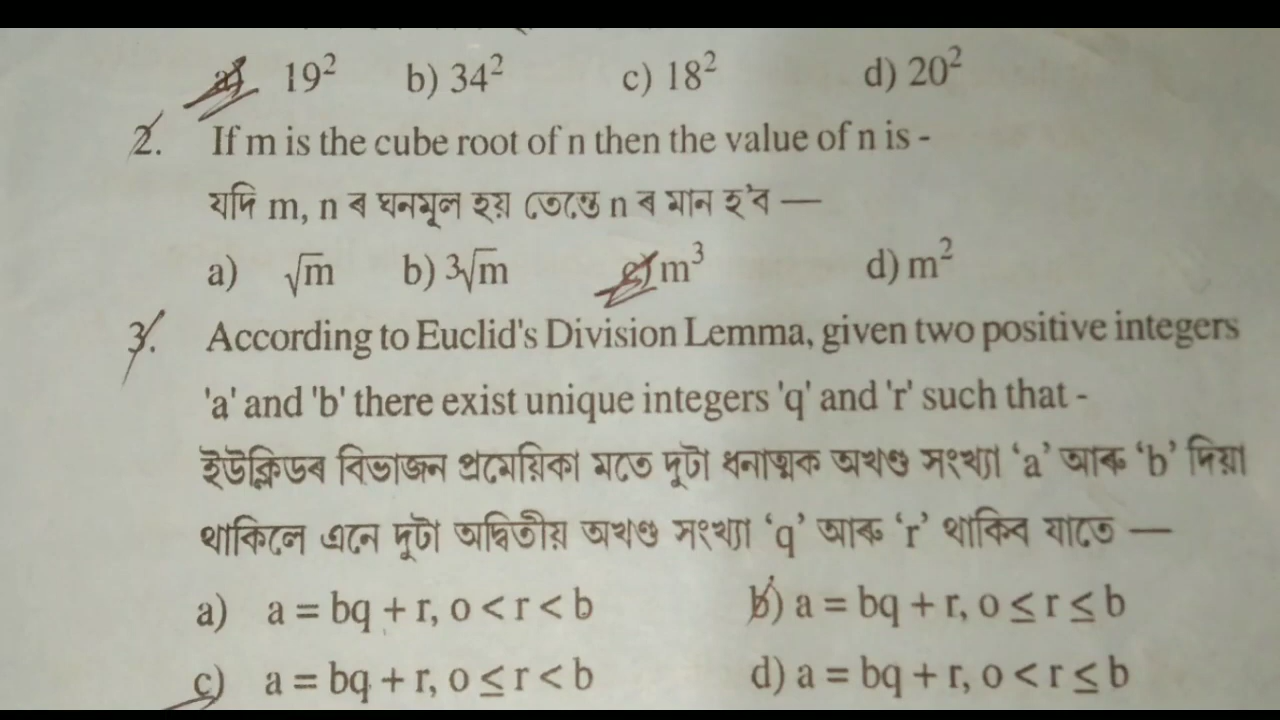 a) 19² b) 34² c) 18² d) 20²
2. If m is the cube root of n then the value of n is -
যদি m, n ৰ ঘনমূল হয় তেন্তে n ৰ মান হ'ব —
a) √m b) 3√m c) m³ d) m²
3. According to Euclid's Division Lemma, given two positive integers
'a' and 'b' there exist unique integers 'q' and 'r' such that -
ইউক্লিডৰ বিভাজন প্ৰমেয়িকা মতে দুটা ধনাত্মক অখণ্ড সংখ্যা ‘a’ আৰু ‘b’ দিয়া
থাকিলে এনে দুটা অদ্বিতীয় অখণ্ড সংখ্যা ‘q’ আৰু ‘r’ থাকিব যাতে —
a) a = bq + r, o < r < b b) a = bq + r, o ≤ r ≤ b
c) a = bq + r, o ≤ r < b d) a = bq + r, o < r ≤ b